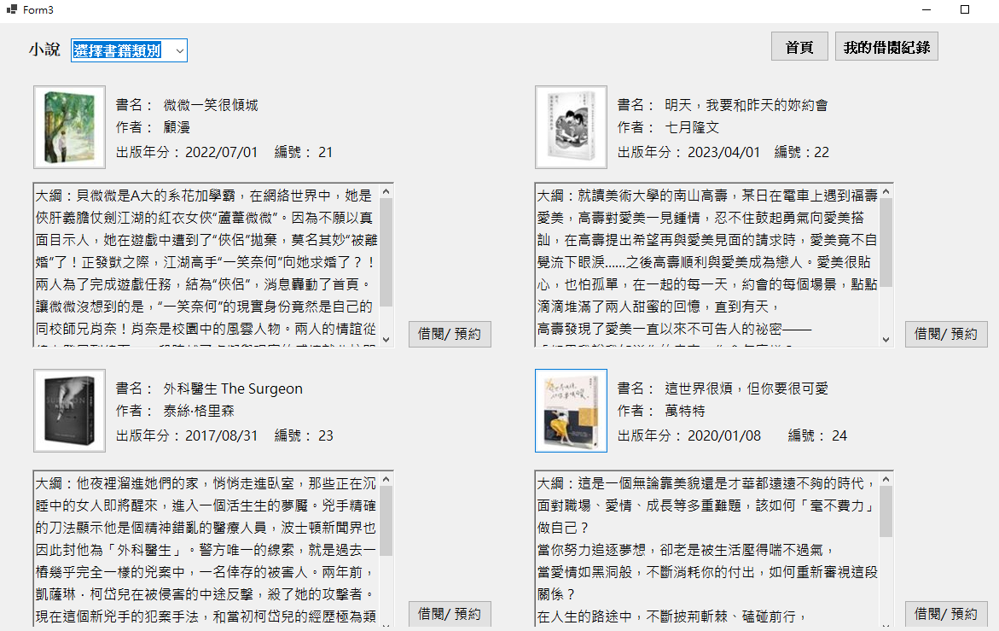 Form3
小說 選擇書籍類別 首頁 我的借閱紀錄
書名： 微微一笑很傾城
作者： 顧漫
出版年分：2022/07/01 編號： 21
大綱：貝微微是A大的系花加學霸，在網絡世界中，她是
俠肝義膽仗劍江湖的紅衣女俠“蘆葦微微”。因為不願以真
面目示人，她在遊戲中遭到了“俠侶”拋棄，莫名其妙“被離
婚”了！正發獃之際，江湖高手“一笑奈何”向她求婚了？！
兩人為了完成遊戲任務，結為“俠侶”，消息轟動了首頁。
讓微微沒想到的是，“一笑奈何”的現實身份竟然是自己的
同校師兄肖奈！肖奈是校園中的風雲人物。兩人的情誼從
借閱/ 預約
書名： 明天，我要和昨天的妳約會
作者： 七月隆文
出版年分：2023/04/01 編號：22
大綱：就讀美術大學的南山高壽，某日在電車上遇到福壽
愛美，高壽對愛美一見鍾情，忍不住鼓起勇氣向愛美搭
訕，在高壽提出希望再與愛美見面的請求時，愛美竟不自
覺流下眼淚......之後高壽順利與愛美成為戀人。愛美很貼
心，也怕孤單，在一起的每一天，約會的每個場景，點點
滴滴堆滿了兩人甜蜜的回憶，直到有天，
高壽發現了愛美一直以來不可告人的祕密───
借閱/ 預約
書名： 外科醫生 The Surgeon
作者： 泰絲·格里森
出版年分：2017/08/31 編號： 23
大綱：他夜裡溜進她們的家，悄悄走進臥室，那些正在沉
睡中的女人即將醒來，進入一個活生生的夢魘。兇手精確
的刀法顯示他是個精神錯亂的醫療人員，波士頓新聞界也
因此封他為「外科醫生」。警方唯一的線索，就是過去一
樁幾乎完全一樣的兇案中，一名倖存的被害人。兩年前，
凱薩琳．柯岱兒在被侵害的中途反擊，殺了她的攻擊者。
現在這個新兇手的犯案手法，和當初柯岱兒的經歷極為類
借閱/ 預約
書名： 這世界很煩，但你要很可愛
作者： 萬特特
出版年分：2020/01/08 編號： 24
大綱：這是一個無論靠美貌還是才華都遠遠不夠的時代，
面對職場、愛情、成長等多重難題，該如何「毫不費力」
做自己？
當你努力追逐夢想，卻老是被生活壓得喘不過氣，
當愛情如黑洞般，不斷消耗你的付出，如何重新審視這段
關係？
在人生的路途中，不斷披荊斬棘、磕碰前行，
借閱/ 預約